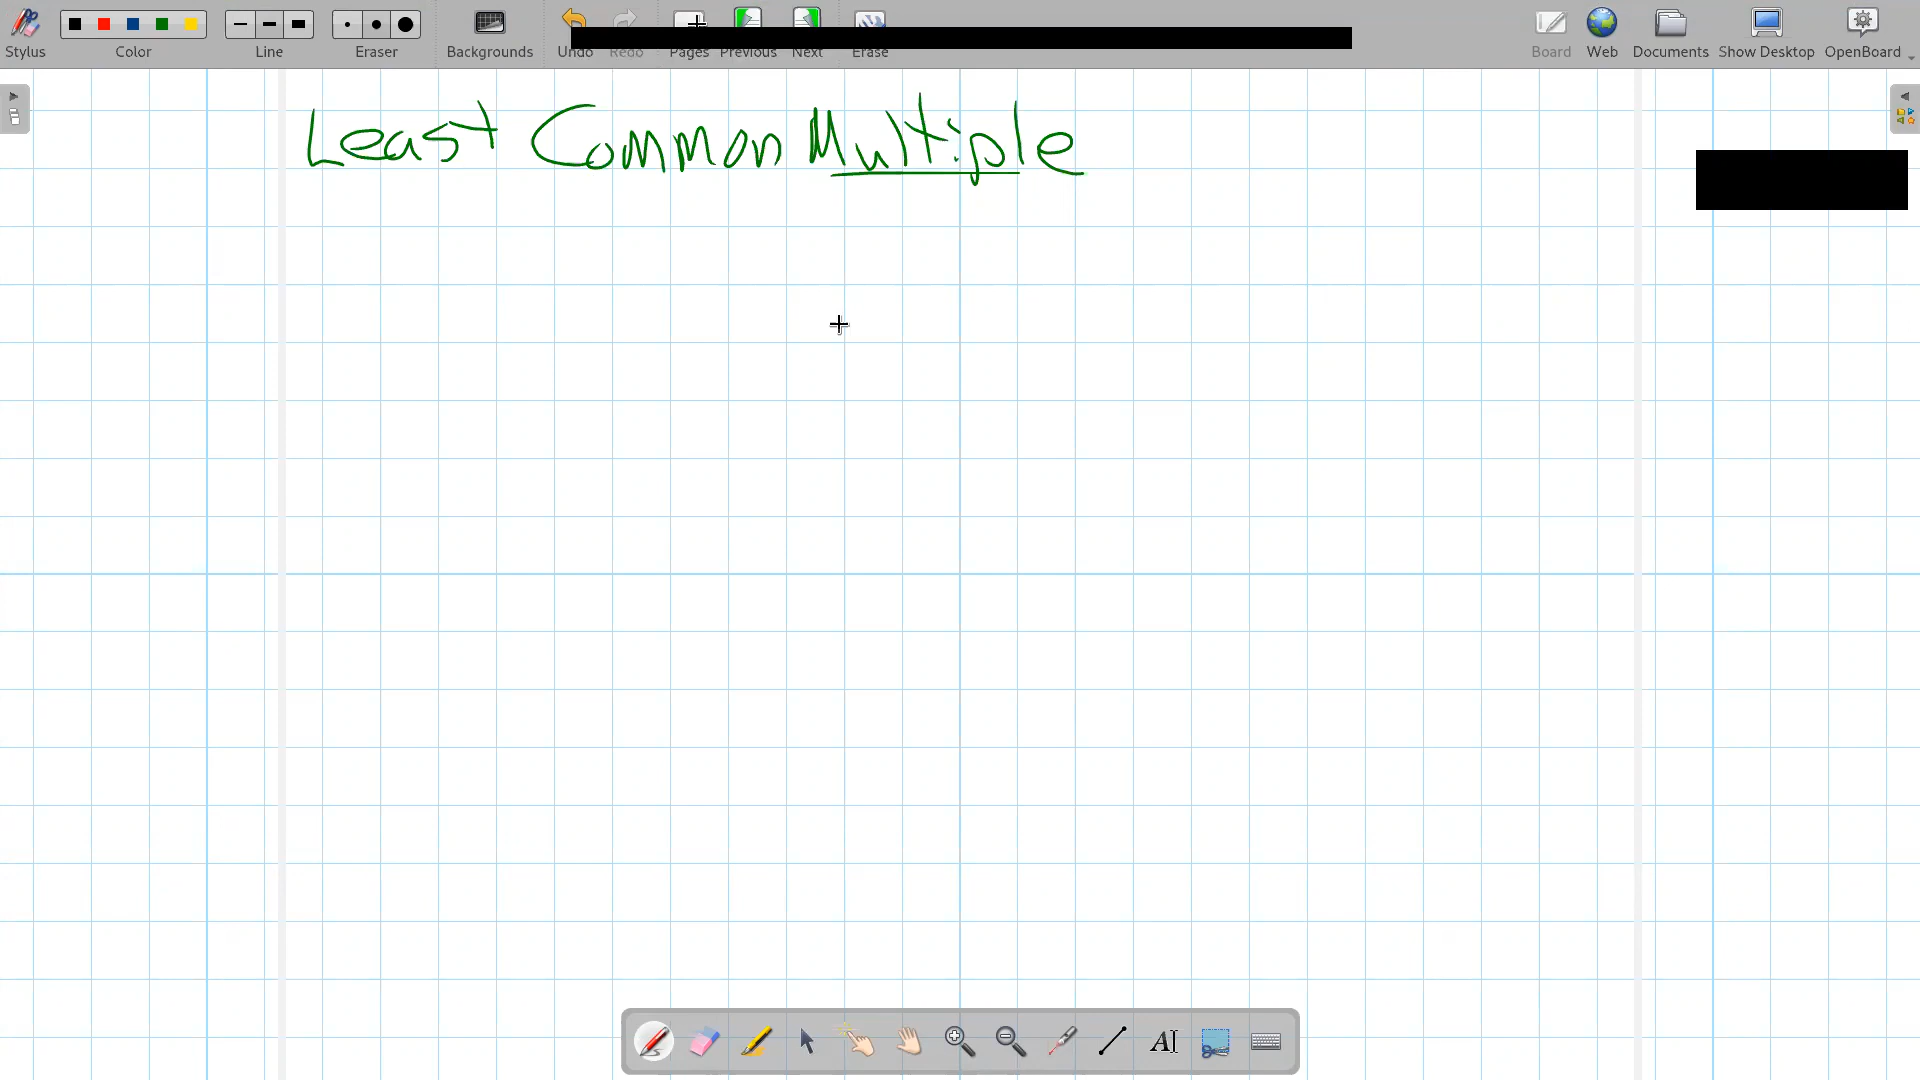 Stylus Color Line Eraser Backgrounds Undo Redo Pages Previous Next Erase Board Web Documents Show Desktop OpenBoard
Least Common Multiple